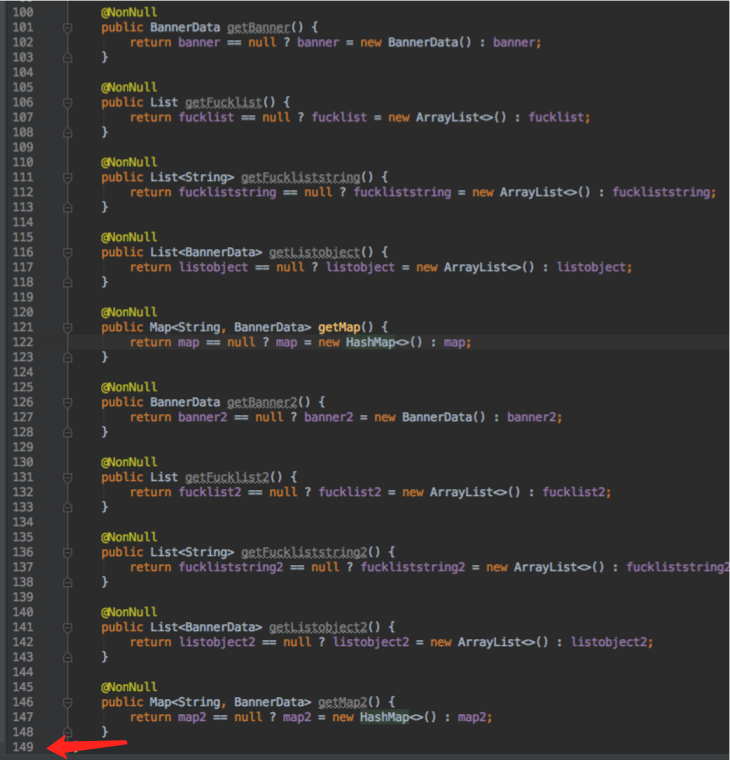 100 @NonNull
101 public BannerData getBanner() {
102 return banner == null ? banner = new BannerData() : banner;
103 }
104
105 @NonNull
106 public List getFucklist() {
107 return fucklist == null ? fucklist = new ArrayList<>() : fucklist;
108 }
109
110 @NonNull
111 public List<String> getFuckliststring() {
112 return fuckliststring == null ? fuckliststring = new ArrayList<>() : fuckliststring;
113 }
114
115 @NonNull
116 public List<BannerData> getListobject() {
117 return listobject == null ? listobject = new ArrayList<>() : listobject;
118 }
119
120 @NonNull
121 public Map<String, BannerData> getMap() {
122 return map == null ? map = new HashMap<>() : map;
123 }
124
125 @NonNull
126 public BannerData getBanner2() {
127 return banner2 == null ? banner2 = new BannerData() : banner2;
128 }
129
130 @NonNull
131 public List getFucklist2() {
132 return fucklist2 == null ? fucklist2 = new ArrayList<>() : fucklist2;
133 }
134
135 @NonNull
136 public List<String> getFuckliststring2() {
137 return fuckliststring2 == null ? fuckliststring2 = new ArrayList<>() : fuckliststring2
138 }
139
140 @NonNull
141 public List<BannerData> getListobject2() {
142 return listobject2 == null ? listobject2 = new ArrayList<>() : listobject2;
143 }
144
145 @NonNull
146 public Map<String, BannerData> getMap2() {
147 return map2 == null ? map2 = new HashMap<>() : map2;
148 }
149